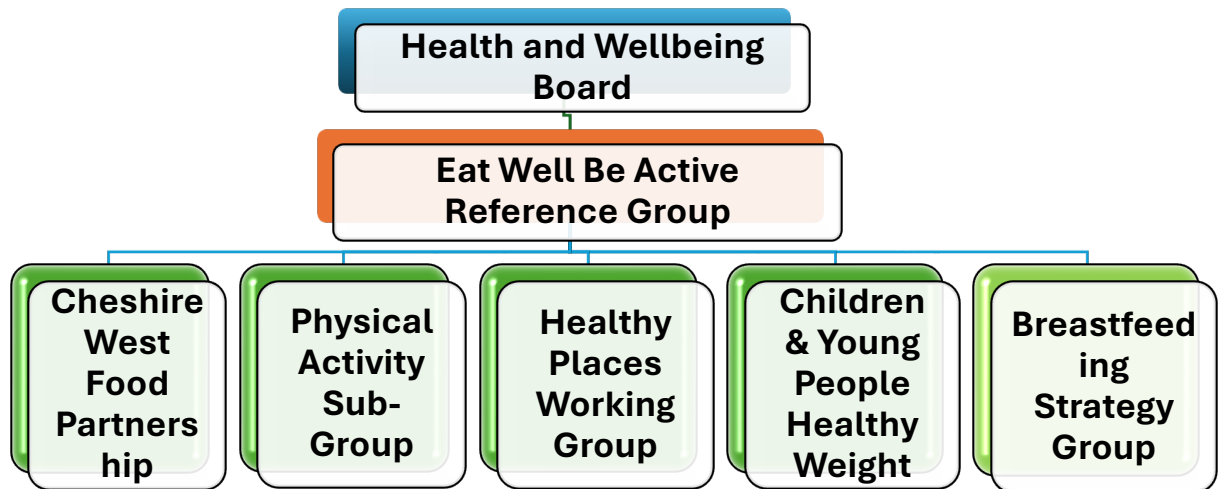 Health and Wellbeing
Board
Eat Well Be Active
Reference Group
Cheshire
West
Food
Partners
hip
Physical
Activity
Sub-
Group
Healthy
Places
Working
Group
Children
& Young
People
Healthy
Weight
Breastfeed
ing
Strategy
Group